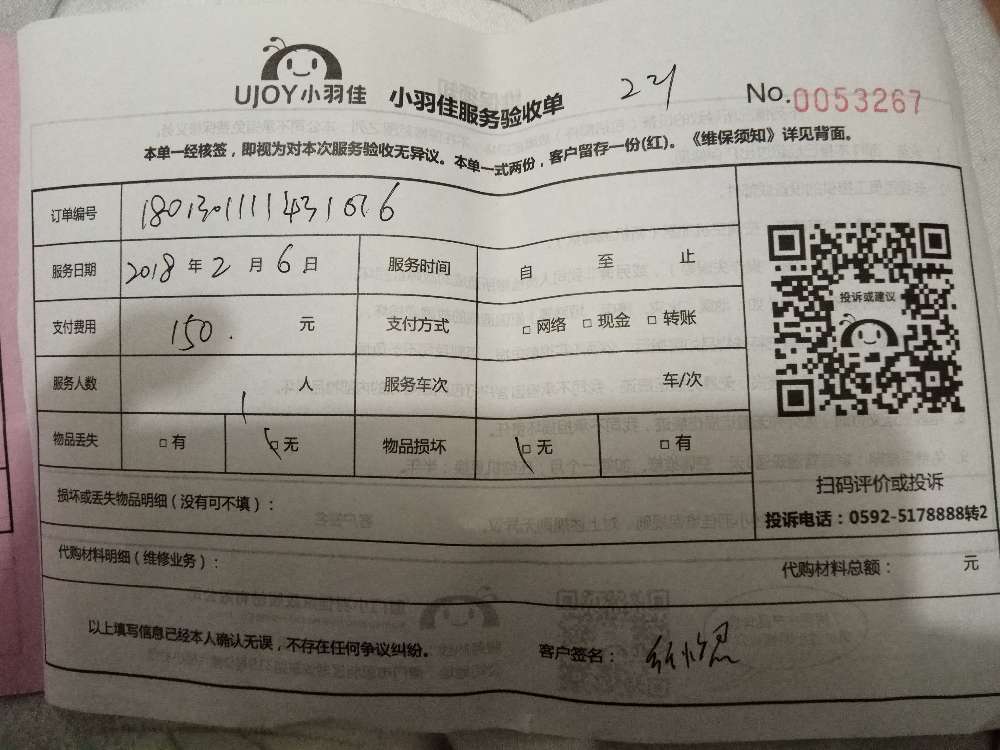 UJOY小羽佳 小羽佳服务验收单 No.0053267
本单一经核签，即视为对本次服务验收无异议。本单一式两份，客户留存一份(红)。《维保须知》详见背面。
订单编号
服务日期 2018 年 2 月 6 日 服务时间 自 至 止
支付费用 150. 元 支付方式 □网络 □现金 □转账
投诉或建议
服务人数 1 人 服务车次 车/次
物品丢失 □有 □无 物品损坏 □无 □有
扫码评价或投诉
损坏或丢失物品明细（没有可不填）：
投诉电话：0592-5178888转2
代购材料明细（维修业务）：
代购材料总额： 元
以上填写信息已经本人确认无误，不存在任何争议纠纷。 客户签名：